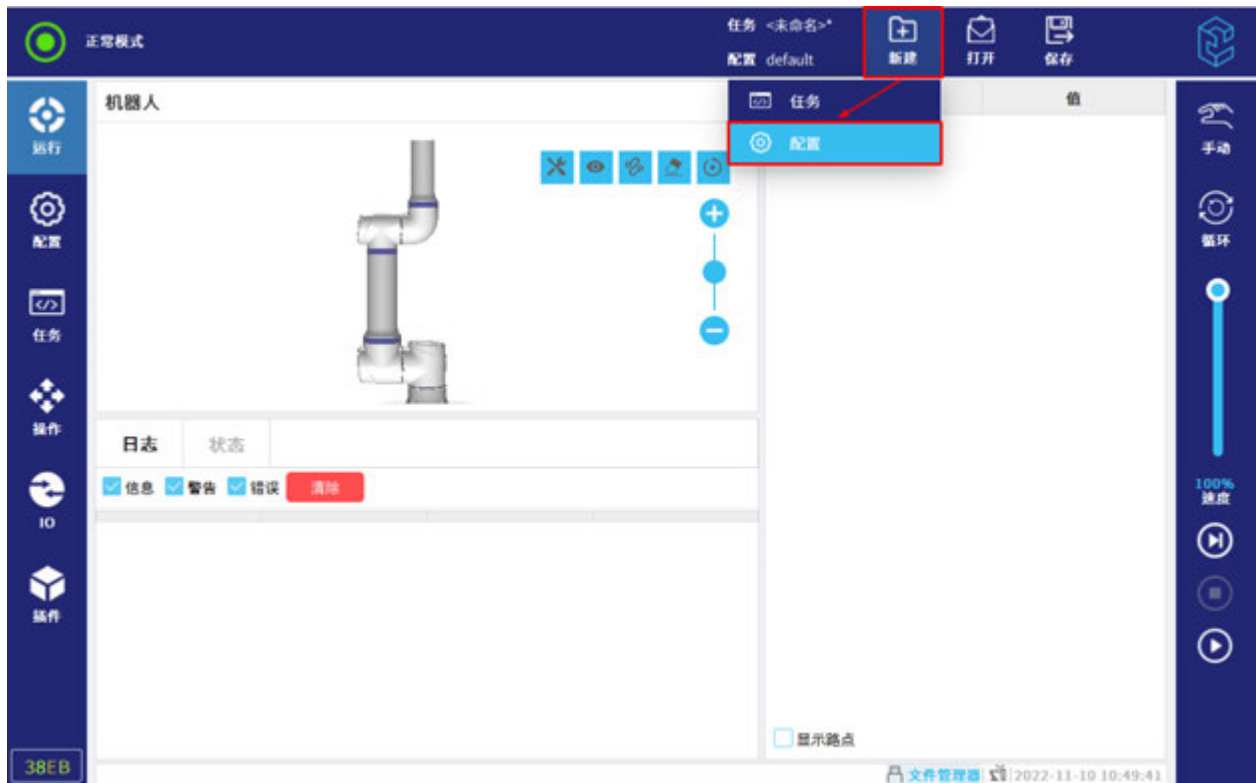 正常模式
任务 <未命名>*
配置 default
新建
打开
保存
任务
配置
运行
配置
任务
操作
IO
插件
38EB
机器人
值
日志
状态
信息
警告
错误
清除
显示路点
文件管理器
2022-11-10 10:49:41
手动
循环
100%
速度